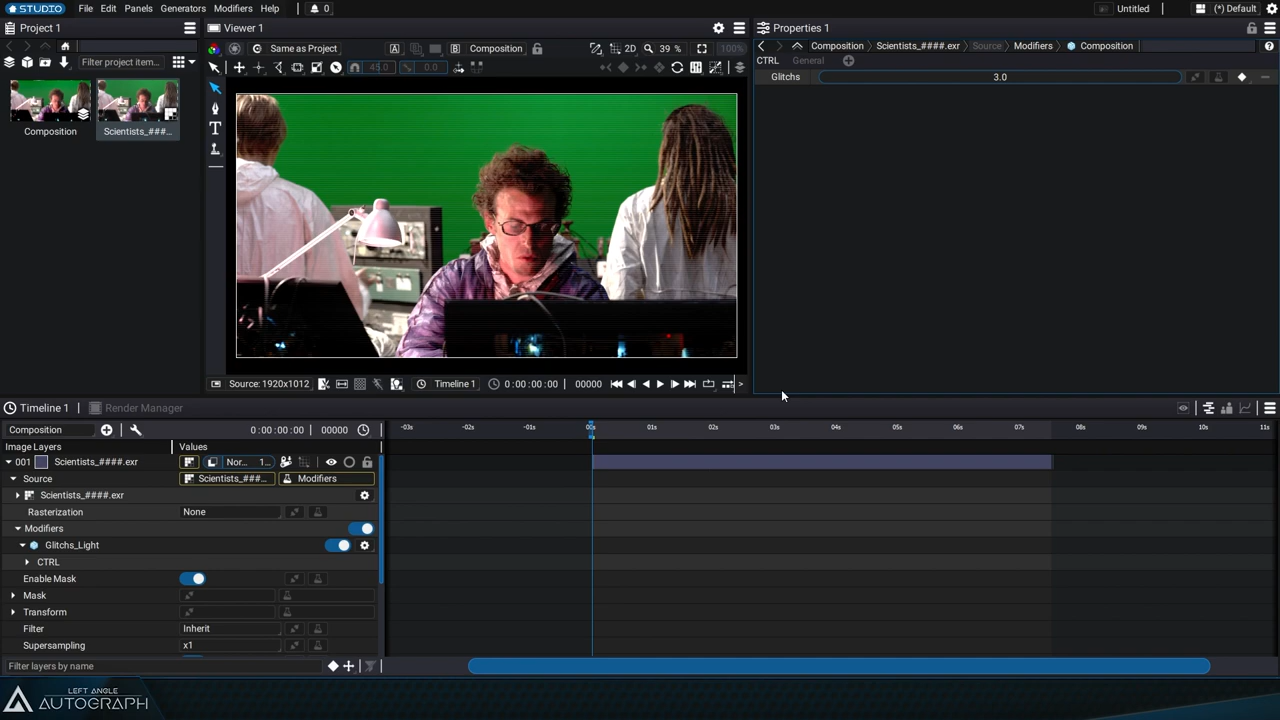 STUDIO File Edit Panels Generators Modifiers Help 0 Untitled (*) Default
Project 1 Viewer 1 Properties 1
Same as Project A B Composition 2D 39 % 100%
Composition Scientists_####.exr Source Modifiers Composition
Filter project item...
45.0 0.0
CTRL General
Glitchs 3.0
Composition Scientists_###...
Source: 1920x1012 Timeline 1 0:00:00:00 00000
Timeline 1 Render Manager
Composition 0:00:00:00 00000 -03s -02s -01s 00s 01s 02s 03s 04s 05s 06s 07s 08s 09s 10s 11s
Image Layers Values
001 Scientists_####.exr Nor... 1...
Source Scientists_###... Modifiers
Scientists_####.exr
Rasterization None
Modifiers
Glitchs_Light
CTRL
Enable Mask
Mask
Transform
Filter Inherit
Supersampling x1
Filter layers by name
LEFT ANGLE
AUTOGRAPH